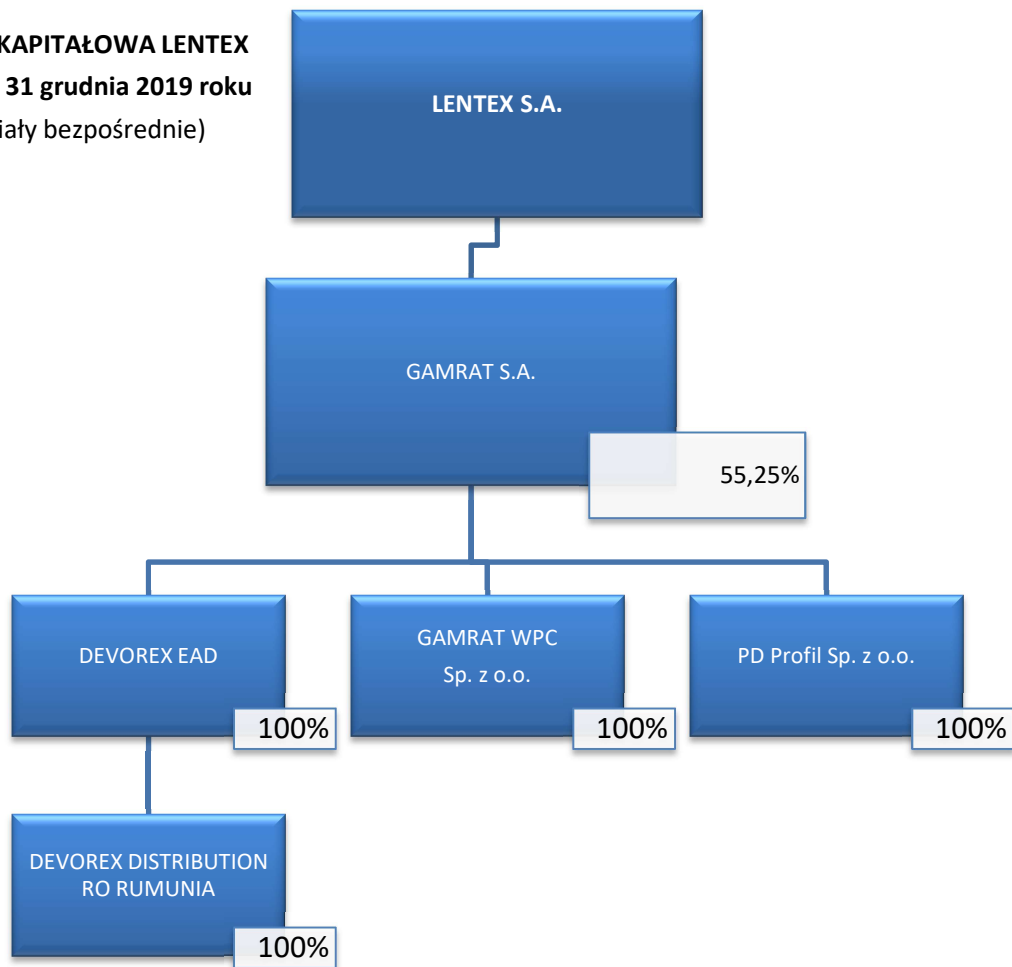 KAPITAŁOWA LENTEX
31 grudnia 2019 roku
bezpośrednie)
LENTEX S.A.
GAMRAT S.A.
55,25%
DEVOREX EAD
100%
GAMRAT WPC
Sp. z o.o.
100%
PD Profil Sp. z o.o.
100%
DEVOREX DISTRIBUTION
RO RUMUNIA
100%